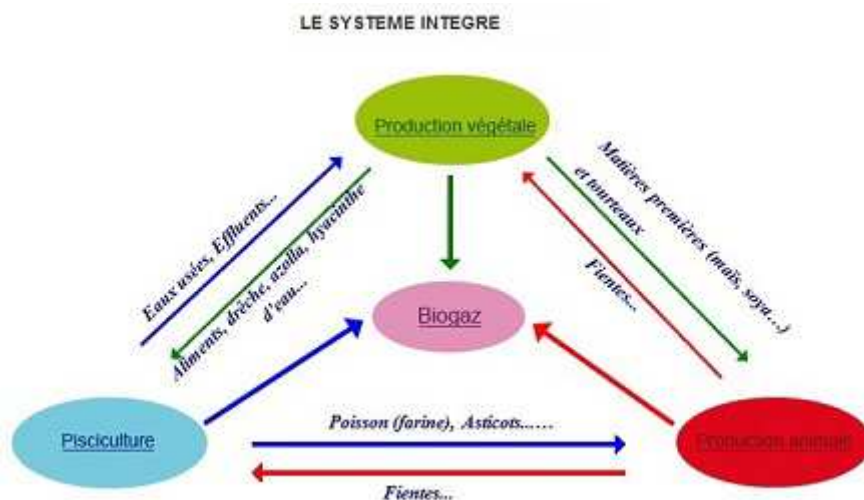 LE SYSTEME INTEGRE
Production végétale
Eaux usées, Effluents...
Aliments, drêche, azolla, hyacinthe
d'eau...
Matières premières (maïs, soya…)
et tourteaux
Fientes...
Biogaz
Pisciculture
Poisson (farine), Asticots……
Production animale
Fientes...